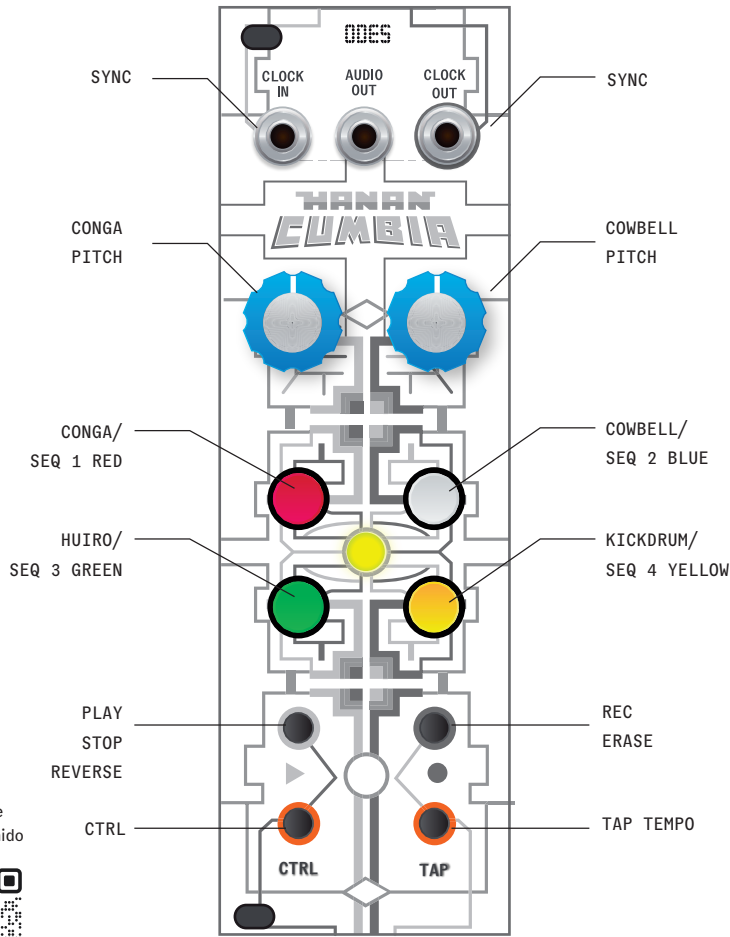 ODES
CLOCK
IN
AUDIO
OUT
CLOCK
OUT
SYNC
SYNC
HANAN
CUMBIA
CONGA
PITCH
COWBELL
PITCH
CONGA/
SEQ 1 RED
COWBELL/
SEQ 2 BLUE
HUIRO/
SEQ 3 GREEN
KICKDRUM/
SEQ 4 YELLOW
PLAY
STOP
REVERSE
REC
ERASE
CTRL
TAP TEMPO
CTRL
TAP